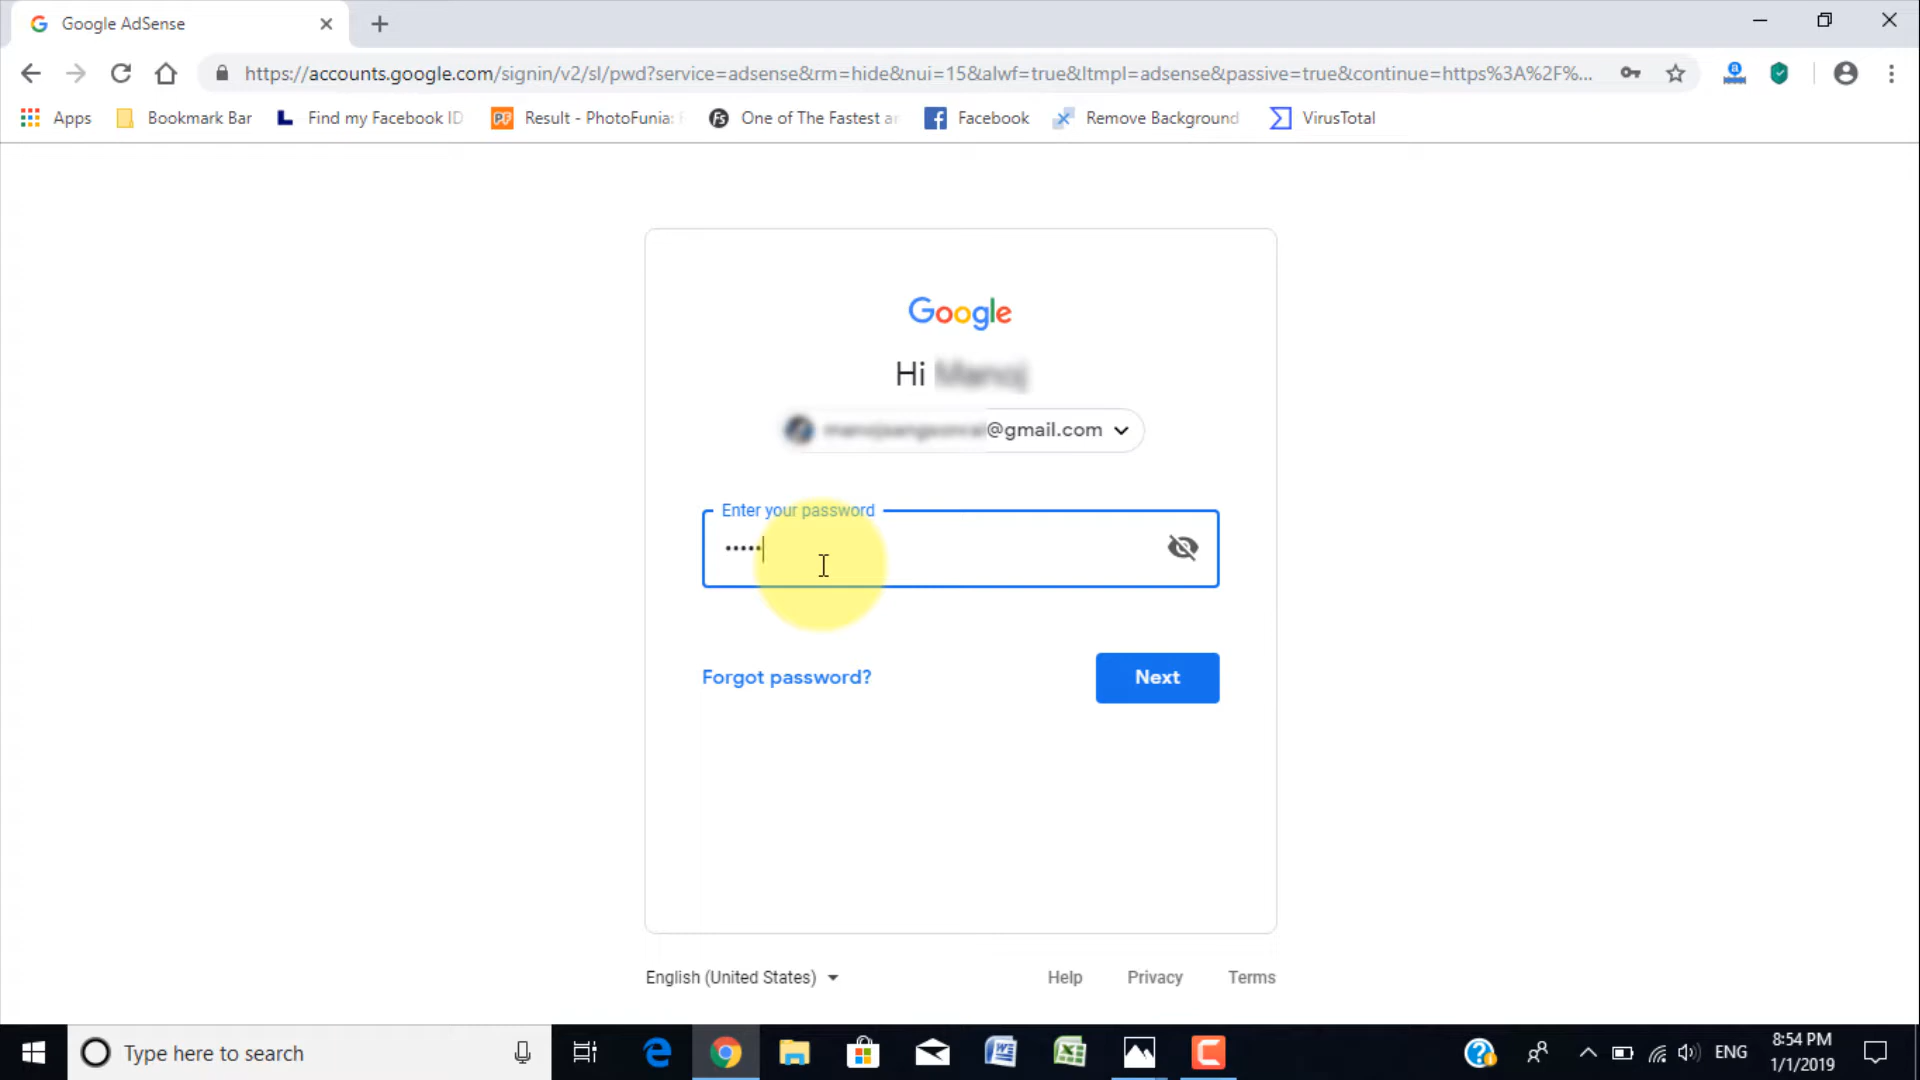 Google AdSense
https://accounts.google.com/signin/v2/sl/pwd?service=adsense&rm=hide&nui=15&alwf=true&ltmpl=adsense&passive=true&continue=https%3A%2F%...
Apps
Bookmark Bar
Find my Facebook ID
Result - PhotoFunia:
One of The Fastest ar
Facebook
Remove Background
VirusTotal
Google
Hi
@gmail.com
Enter your password
•••••
Forgot password?
Next
English (United States)
Help
Privacy
Terms
Type here to search
ENG
8:54 PM
1/1/2019